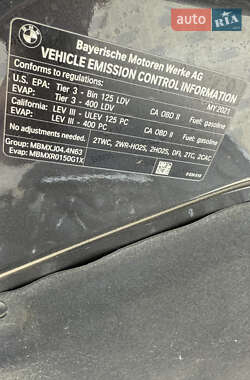 AUTO.RIA
BMW
Bayerische Motoren Werke AG
VEHICLE EMISSION CONTROL INFORMATION
Conforms to regulations: MY 2021
U.S. EPA: Tier 3 - Bin 125 LDV CA OBD II Fuel: gasoline
EVAP: Tier 3 - 400 LDV
California: LEV III - ULEV 125 PC CA OBD II Fuel: gasoline
EVAP: LEV III - 400 PC
No adjustments needed. 2TWC, 2WR-HO2S, 2HO2S, DFI, 2TC, 2CAC
Group: MBMXJ04.4N63
Evap: MBMXR0150G1X